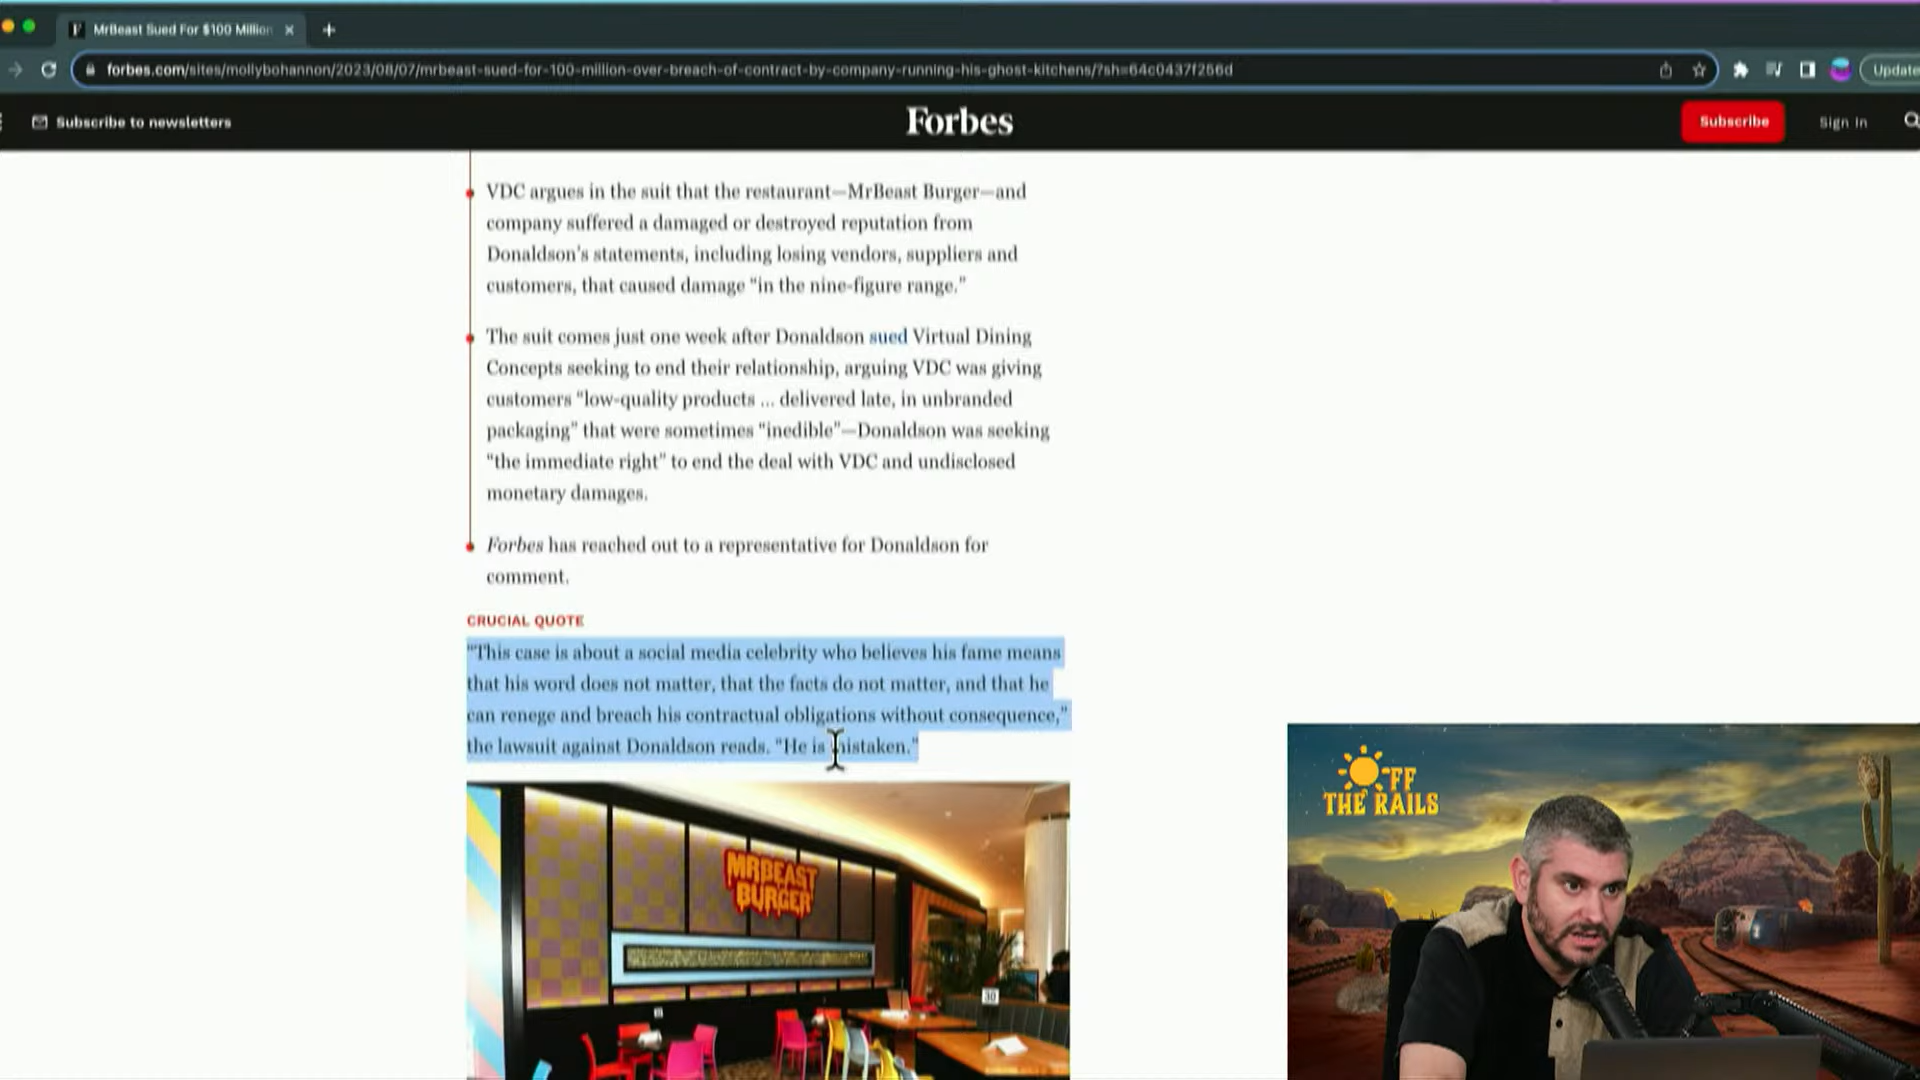 MrBeast Sued For $100 Million
forbes.com/sites/mollybohannon/2023/08/07/mrbeast-sued-for-100-million-over-breach-of-contract-by-company-running-his-ghost-kitchens/?sh=64c0437f256d
Update
Subscribe to newsletters
Forbes
Subscribe
Sign In
VDC argues in the suit that the restaurant—MrBeast Burger—and
company suffered a damaged or destroyed reputation from
Donaldson's statements, including losing vendors, suppliers and
customers, that caused damage "in the nine-figure range."
The suit comes just one week after Donaldson sued Virtual Dining
Concepts seeking to end their relationship, arguing VDC was giving
customers "low-quality products ... delivered late, in unbranded
packaging" that were sometimes "inedible"—Donaldson was seeking
"the immediate right" to end the deal with VDC and undisclosed
monetary damages.
Forbes has reached out to a representative for Donaldson for
comment.
CRUCIAL QUOTE
"This case is about a social media celebrity who believes his fame means
that his word does not matter, that the facts do not matter, and that he
can renege and breach his contractual obligations without consequence,"
the lawsuit against Donaldson reads. "He is mistaken."
MRBEAST
BURGER
30
OFF
THE RAILS